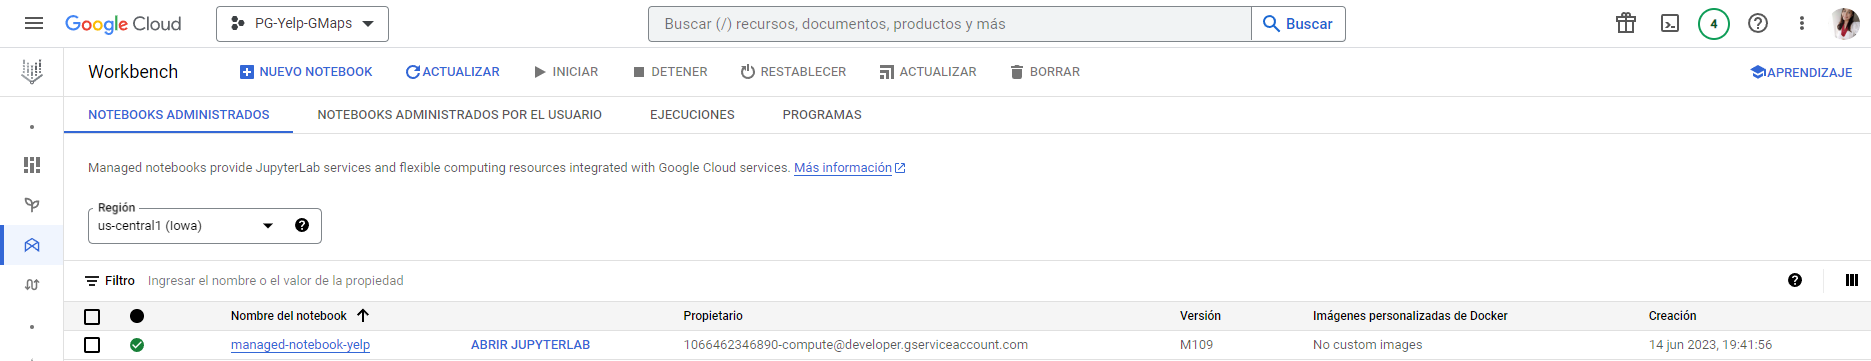 Google Cloud PG-Yelp-GMaps Buscar (/) recursos, documentos, productos y más Buscar 4
Workbench NUEVO NOTEBOOK ACTUALIZAR INICIAR DETENER RESTABLECER ACTUALIZAR BORRAR APRENDIZAJE
NOTEBOOKS ADMINISTRADOS NOTEBOOKS ADMINISTRADOS POR EL USUARIO EJECUCIONES PROGRAMAS
Managed notebooks provide JupyterLab services and flexible computing resources integrated with Google Cloud services. Más información
Región
us-central1 (Iowa)
Filtro Ingresar el nombre o el valor de la propiedad
Nombre del notebook Propietario Versión Imágenes personalizadas de Docker Creación
managed-notebook-yelp ABRIR JUPYTERLAB 1066462346890-compute@developer.gserviceaccount.com M109 No custom images 14 jun 2023, 19:41:56